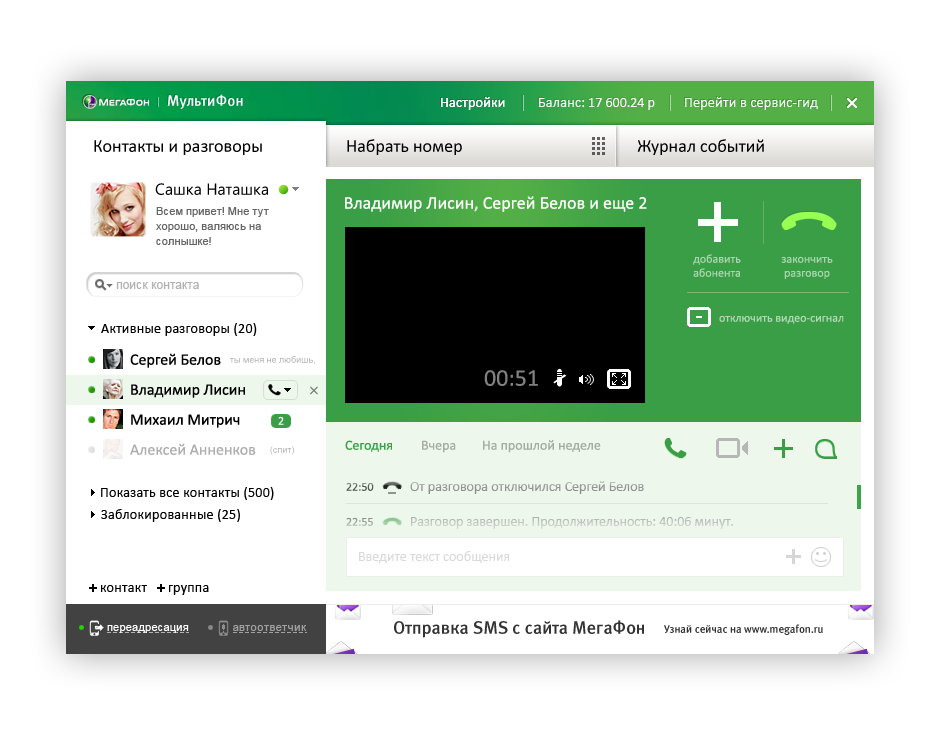 МЕГАФОН | МультиФон
Настройки
Баланс: 17 600.24 р
Перейти в сервис-гид
Контакты и разговоры
Набрать номер
Журнал событий
Сашка Наташка
Всем привет! Мне тут
хорошо, валяюсь на
солнышке!
поиск контакта
Активные разговоры (20)
Сергей Белов ты меня не любишь,
Владимир Лисин
Михаил Митрич 2
Алексей Анненков (спит)
Показать все контакты (500)
Заблокированные (25)
+ контакт + группа
переадресация
автоответчик
Владимир Лисин, Сергей Белов и еще 2
00:51
добавить
абонента
закончить
разговор
отключить видео-сигнал
Сегодня
Вчера
На прошлой неделе
22:50 От разговора отключился Сергей Белов
22:55 Разговор завершен. Продолжительность: 40:06 минут.
Введите текст сообщения
Отправка SMS с сайта МегаФон
Узнай сейчас на www.megafon.ru